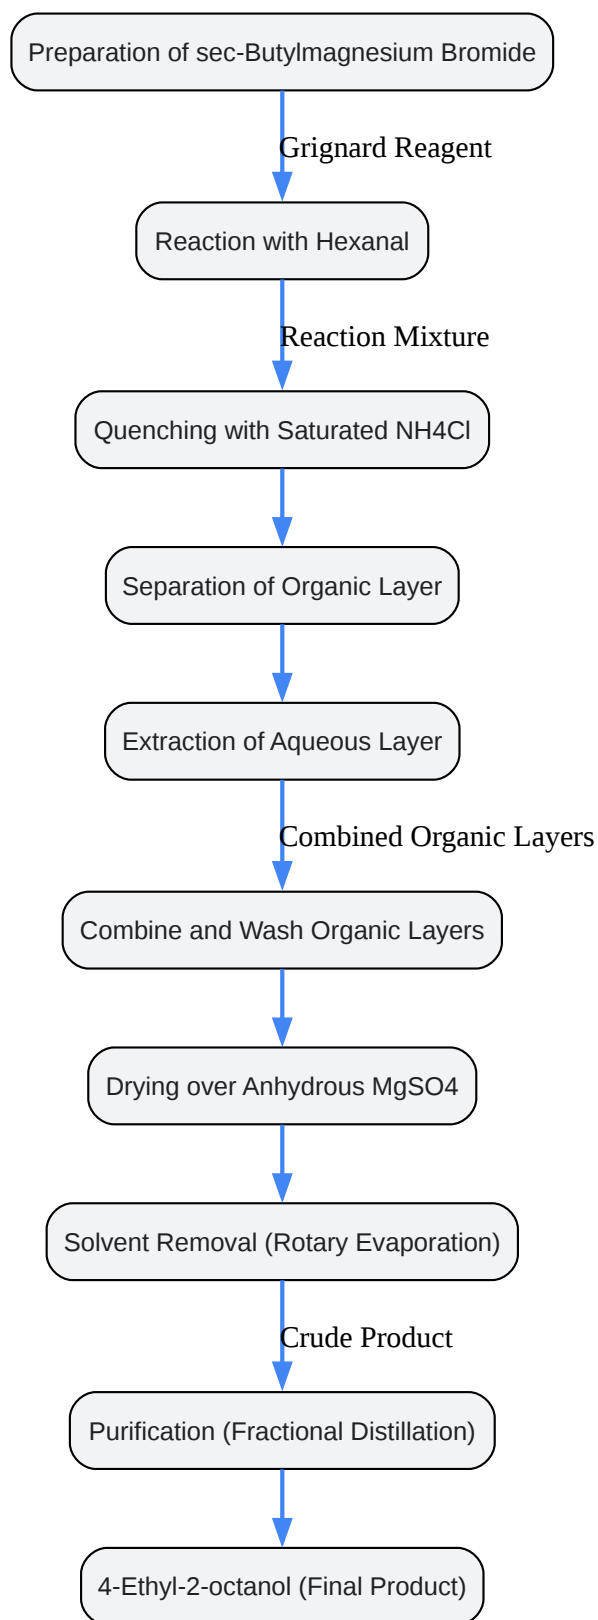 Preparation of sec-Butylmagnesium Bromide
Grignard Reagent
Reaction with Hexanal
Reaction Mixture
Quenching with Saturated NH4Cl
Separation of Organic Layer
Extraction of Aqueous Layer
Combined Organic Layers
Combine and Wash Organic Layers
Drying over Anhydrous MgSO4
Solvent Removal (Rotary Evaporation)
Crude Product
Purification (Fractional Distillation)
4-Ethyl-2-octanol (Final Product)